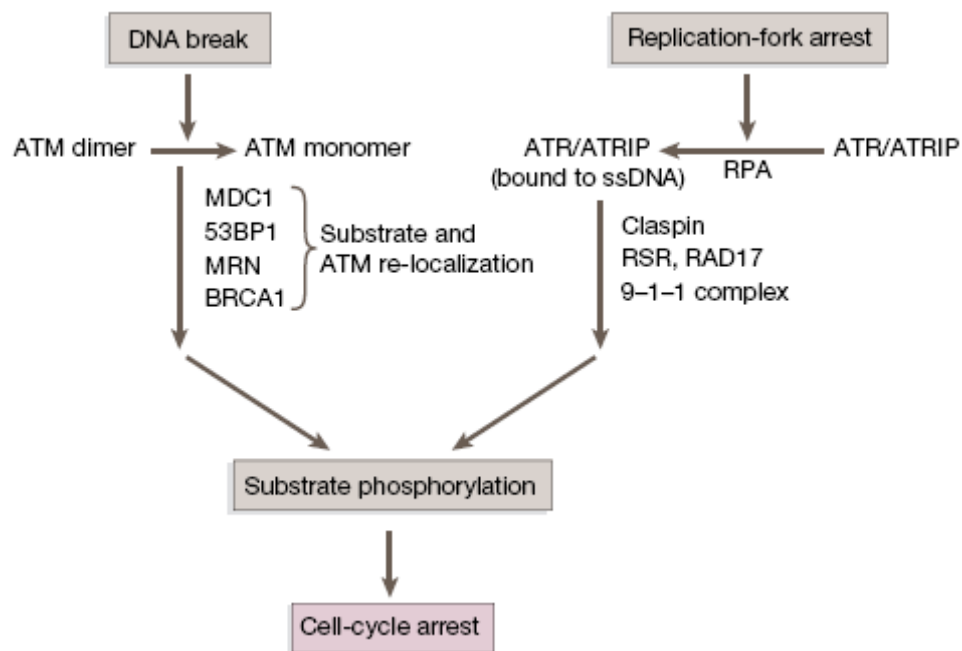 DNA break
Replication-fork arrest
ATM dimer
ATM monomer
ATR/ATRIP
(bound to ssDNA)
RPA
ATR/ATRIP
MDC1
53BP1
MRN
BRCA1
Substrate and
ATM re-localization
Claspin
RSR, RAD17
9–1–1 complex
Substrate phosphorylation
Cell-cycle arrest